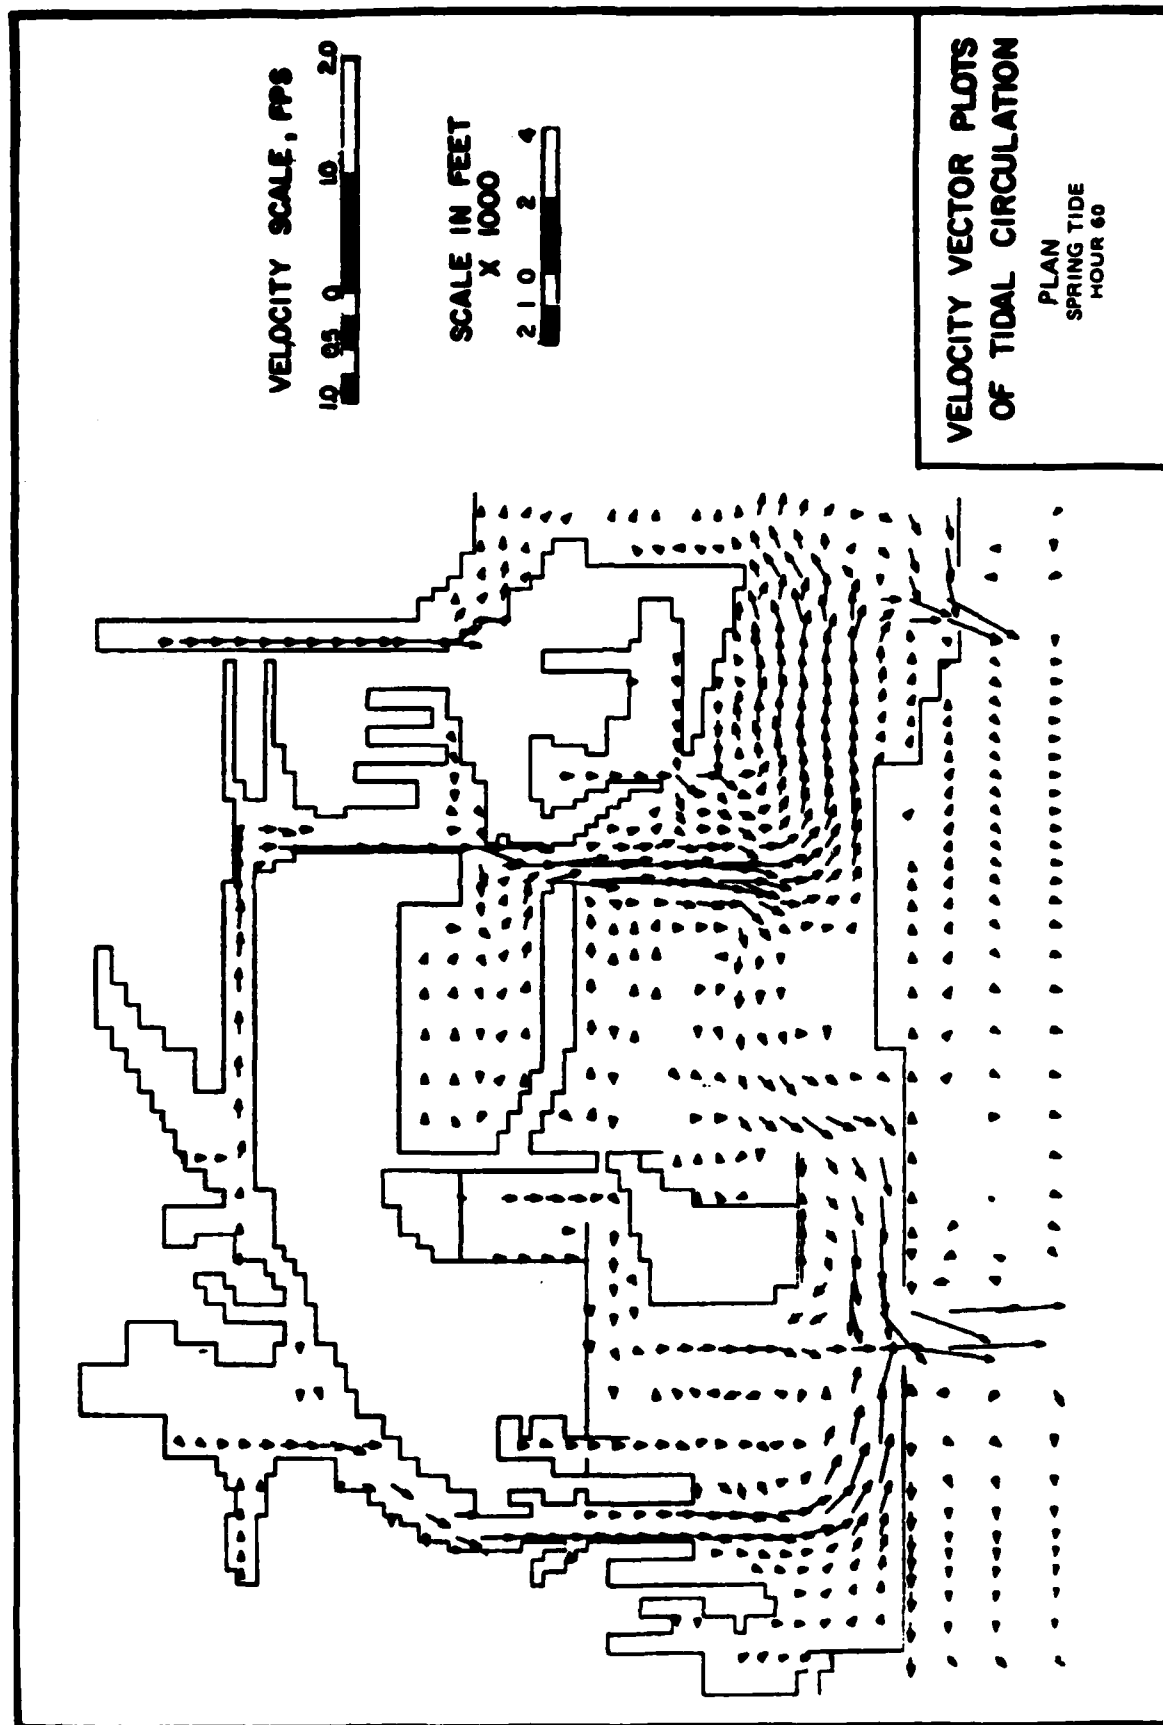 VELOCITY SCALE, FPS
1.0 0.5 0 1.0 2.0
SCALE IN FEET
X 1000
2 1 0 2 4
VELOCITY VECTOR PLOTS
OF TIDAL CIRCULATION
PLAN
SPRING TIDE
HOUR 60